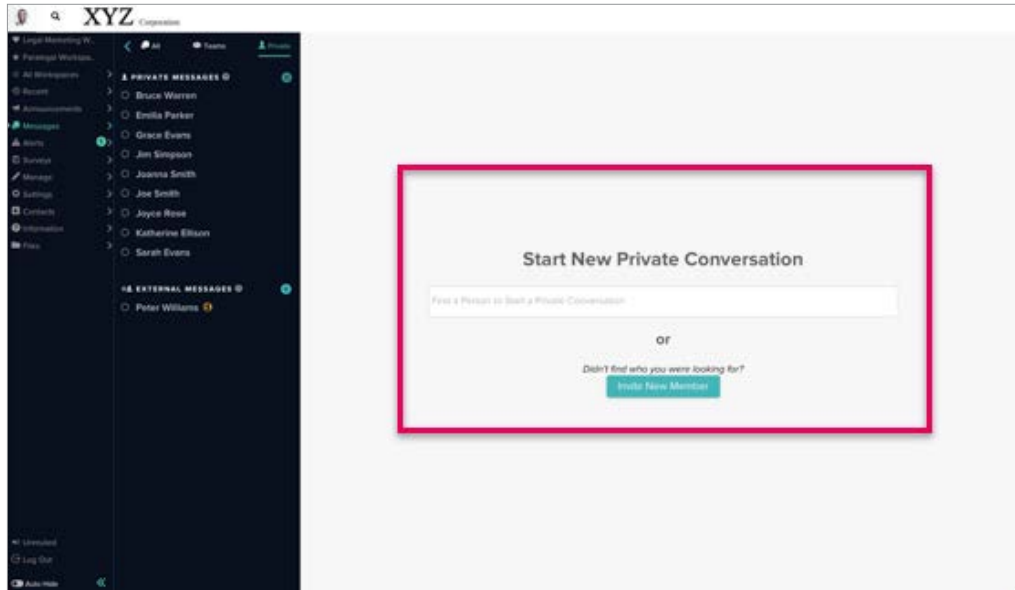 XYZ Corporation
Legal Marketing W..
Paralegal Workspa..
All Workspaces
Recent
Announcements
Messages
Alerts
Surveys
Manage
Settings
Contacts
Information
Files
Unmuted
Log Out
Auto Hide
All Teams Private
PRIVATE MESSAGES
Bruce Warren
Emilia Parker
Grace Evans
Jim Simpson
Joanna Smith
Joe Smith
Joyce Rose
Katherine Ellison
Sarah Evans
EXTERNAL MESSAGES
Peter Williams
Start New Private Conversation
Find a Person to Start a Private Conversation
or
Didn't find who you were looking for?
Invite New Member